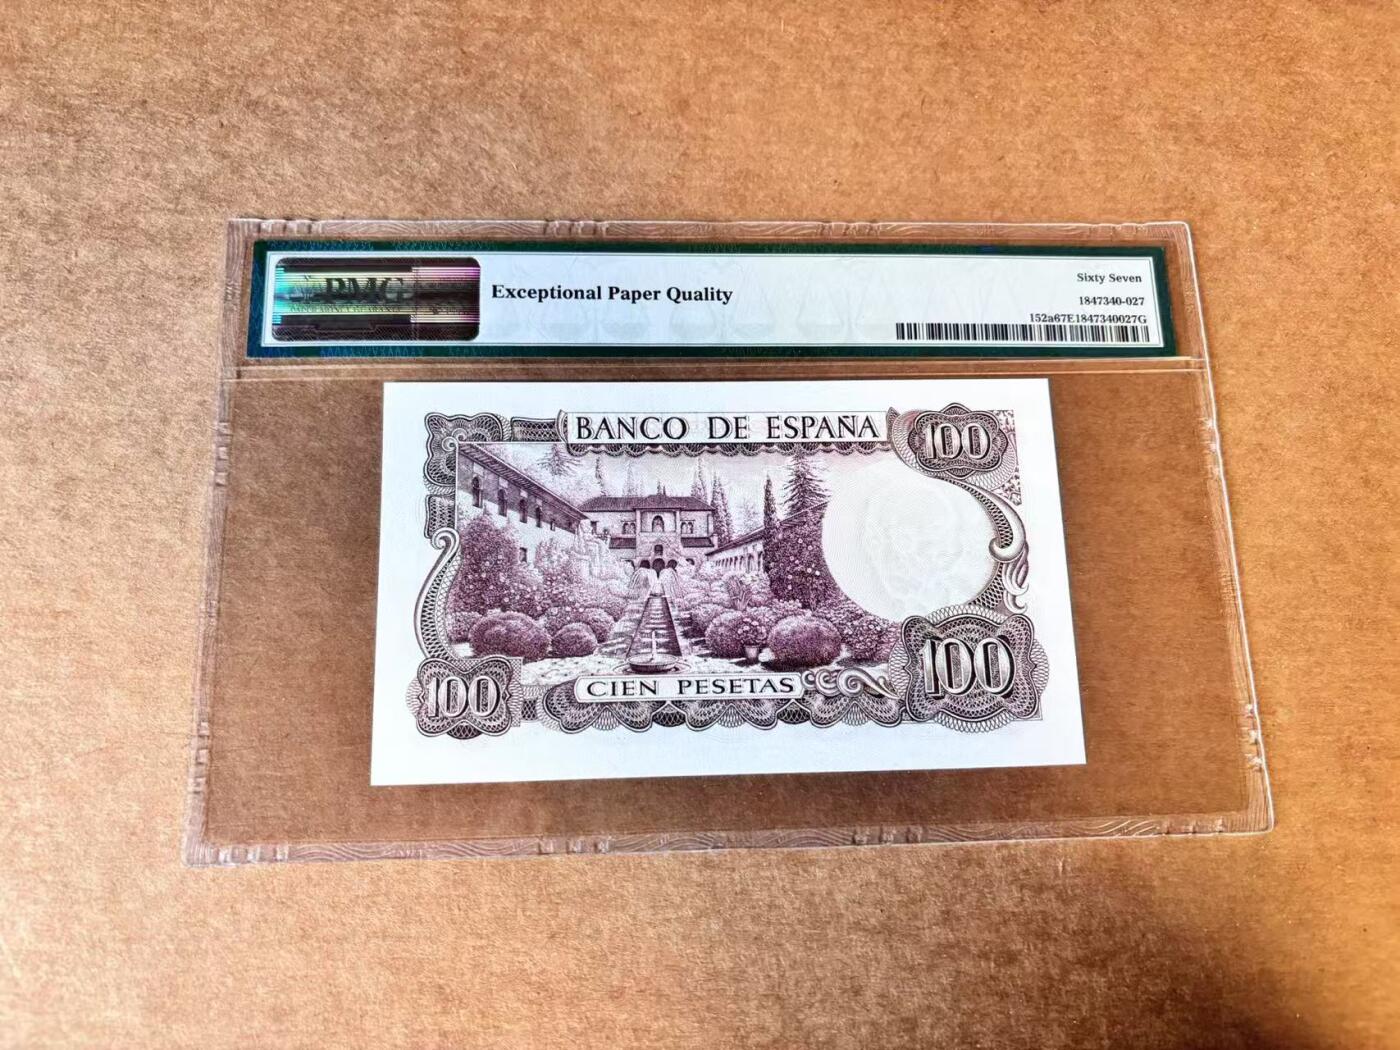 PMG
Exceptional Paper Quality
Sixty Seven
1847340-027
152a67E1847340027G
BANCO DE ESPAÑA
100
100
CIEN PESETAS
100